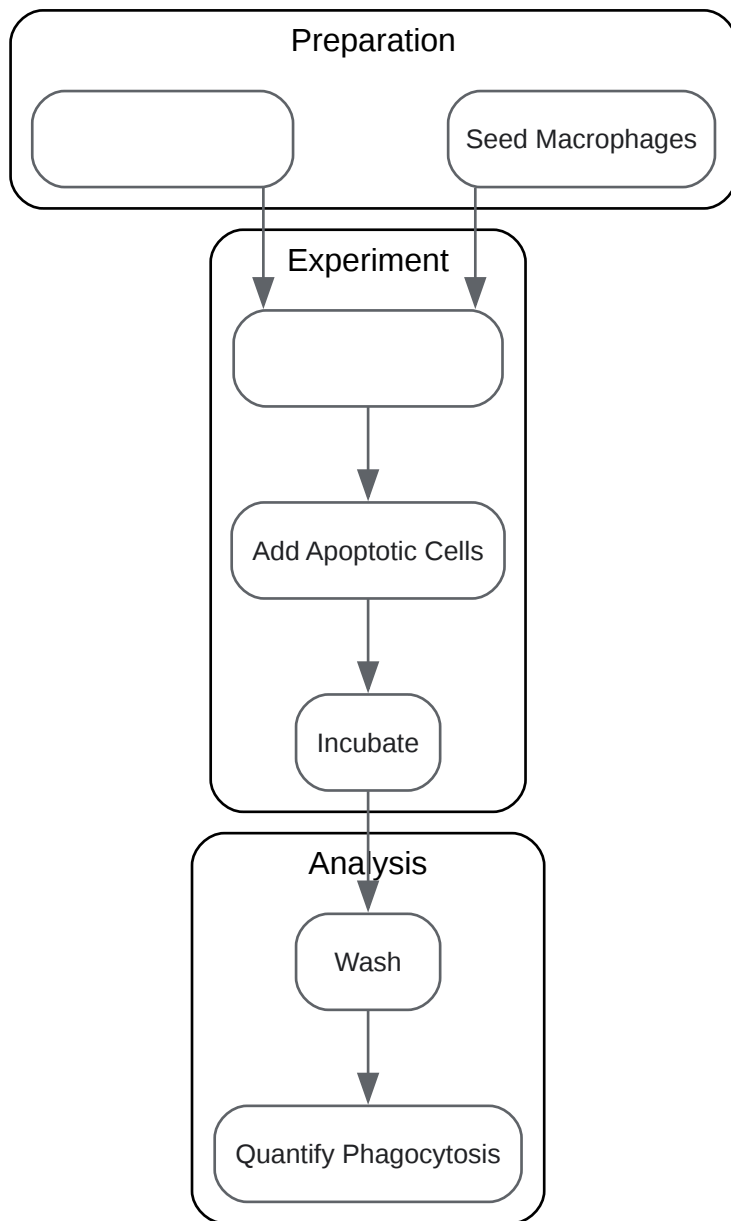 Preparation
Seed Macrophages
Experiment
Add Apoptotic Cells
Incubate
Analysis
Wash
Quantify Phagocytosis